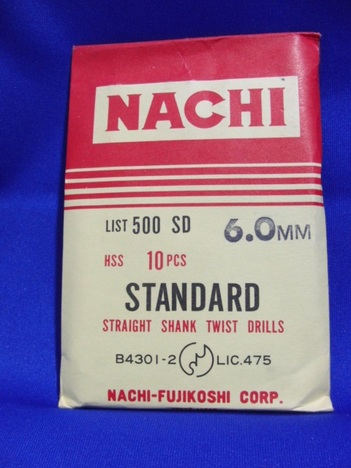 NACHI
LIST 500 SD 6.0MM
HSS 10 PCS
STANDARD
STRAIGHT SHANK TWIST DRILLS
B4301-2 LIC.475
NACHI-FUJIKOSHI CORP.